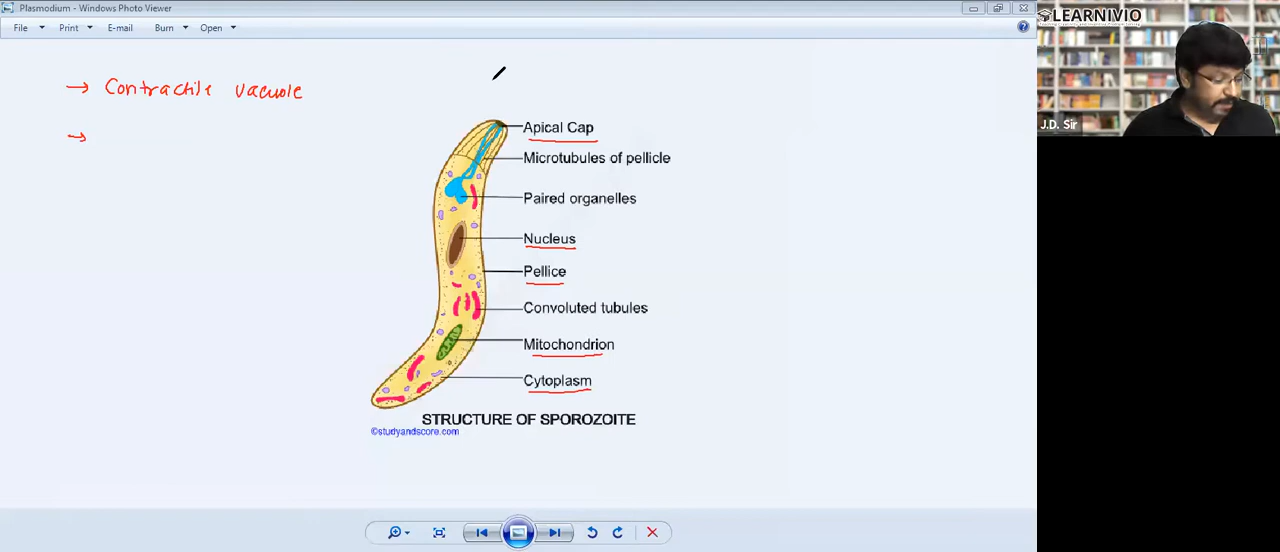 Plasmodium - Windows Photo Viewer
File Print E-mail Burn Open
LEARNIVIO
J.D. Sir
→ Contractile vacuole
→
Apical Cap
Microtubules of pellicle
Paired organelles
Nucleus
Pellice
Convoluted tubules
Mitochondrion
Cytoplasm
STRUCTURE OF SPOROZOITE
©studyandscore.com